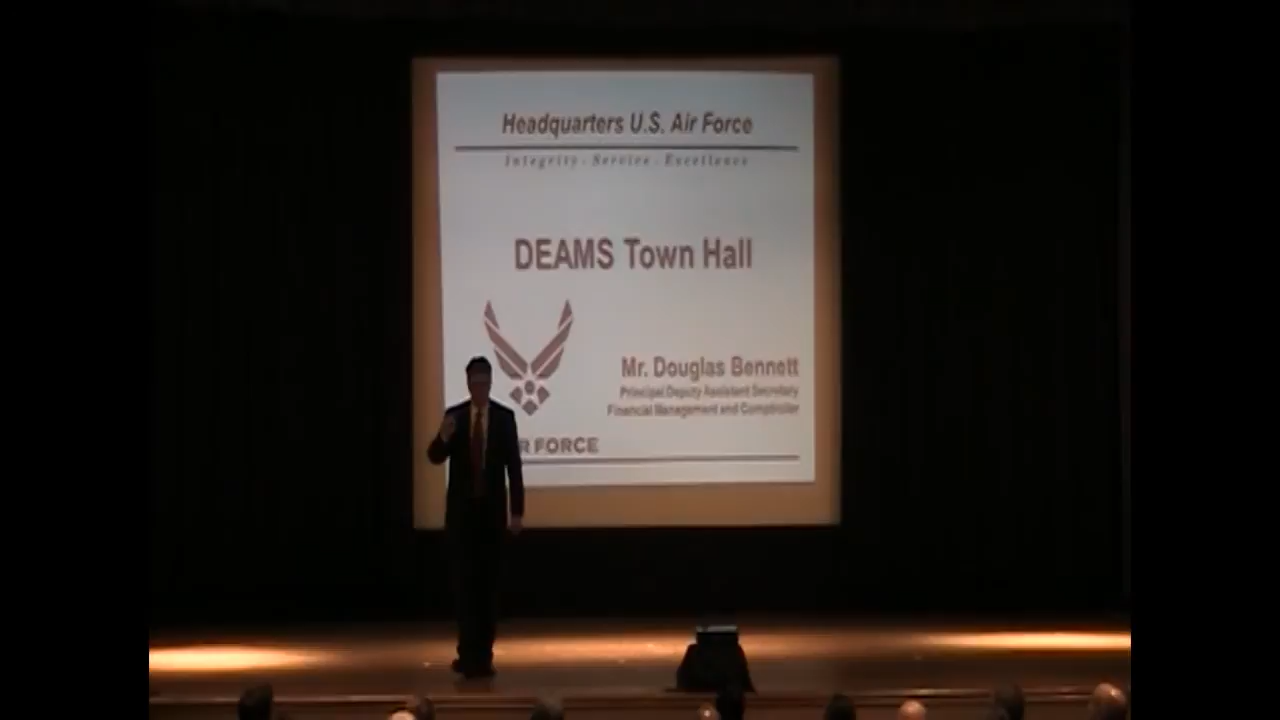 Headquarters U.S. Air Force
Integrity - Service - Excellence
DEAMS Town Hall
Mr. Douglas Bennett
Principal Deputy Assistant Secretary
Financial Management and Comptroller
R FORCE